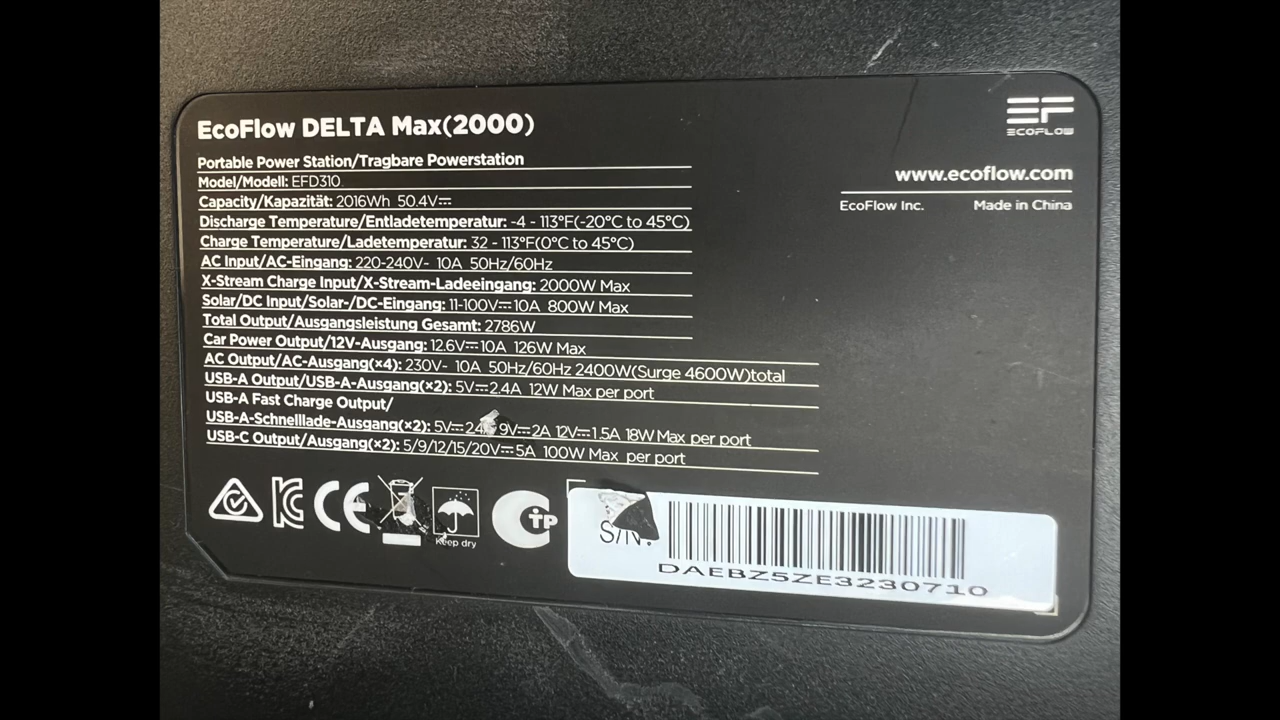 EcoFlow DELTA Max(2000)
Portable Power Station/Tragbare Powerstation
Model/Modell: EFD310
Capacity/Kapazität: 2016Wh 50.4V⎓
Discharge Temperature/Entladetemperatur: -4 - 113°F(-20°C to 45°C)
Charge Temperature/Ladetemperatur: 32 - 113°F(0°C to 45°C)
AC Input/AC-Eingang: 220-240V~ 10A 50Hz/60Hz
X-Stream Charge Input/X-Stream-Ladeeingang: 2000W Max
Solar/DC Input/Solar-/DC-Eingang: 11-100V⎓10A 800W Max
Total Output/Ausgangsleistung Gesamt: 2786W
Car Power Output/12V-Ausgang: 12.6V⎓10A 126W Max
AC Output/AC-Ausgang(×4): 230V~ 10A 50Hz/60Hz 2400W(Surge 4600W)total
USB-A Output/USB-A-Ausgang(×2): 5V⎓2.4A 12W Max per port
USB-A Fast Charge Output/
USB-A-Schnelllade-Ausgang(×2): 5V⎓2.4A 9V⎓2A 12V⎓1.5A 18W Max per port
USB-C Output/Ausgang(×2): 5/9/12/15/20V⎓5A 100W Max per port
EF
ECOFLOW
www.ecoflow.com
EcoFlow Inc. Made in China
CE
Keep dry
S/N:
DAEBZ5ZE3230710